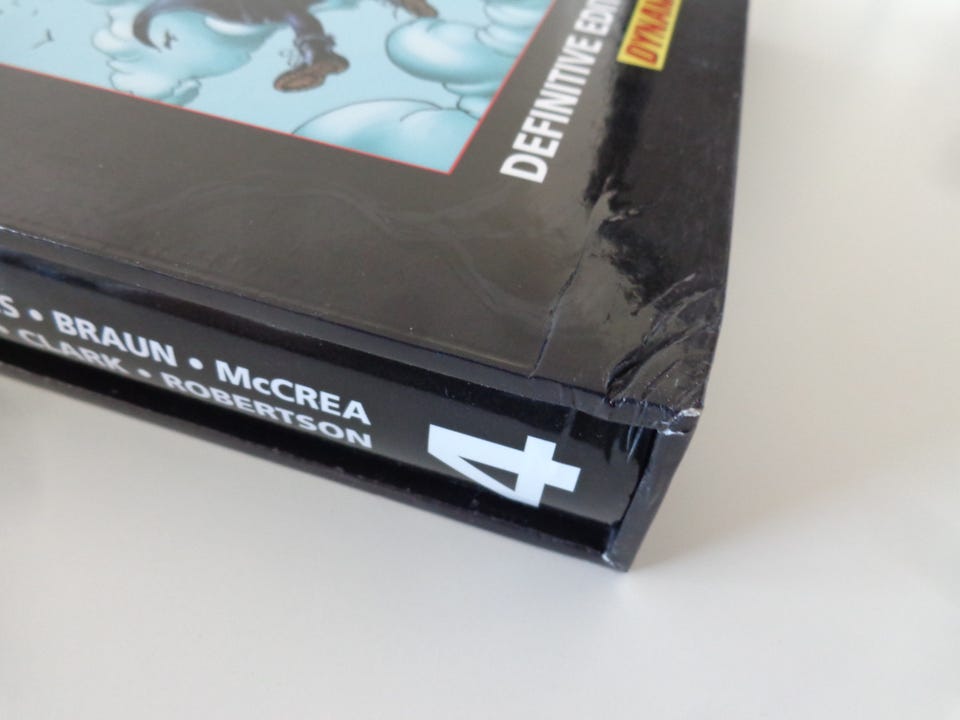 DEFINITIVE EDI
DYNAM
S • BRAUN • McCREA
• CLARK • ROBERTSON
4